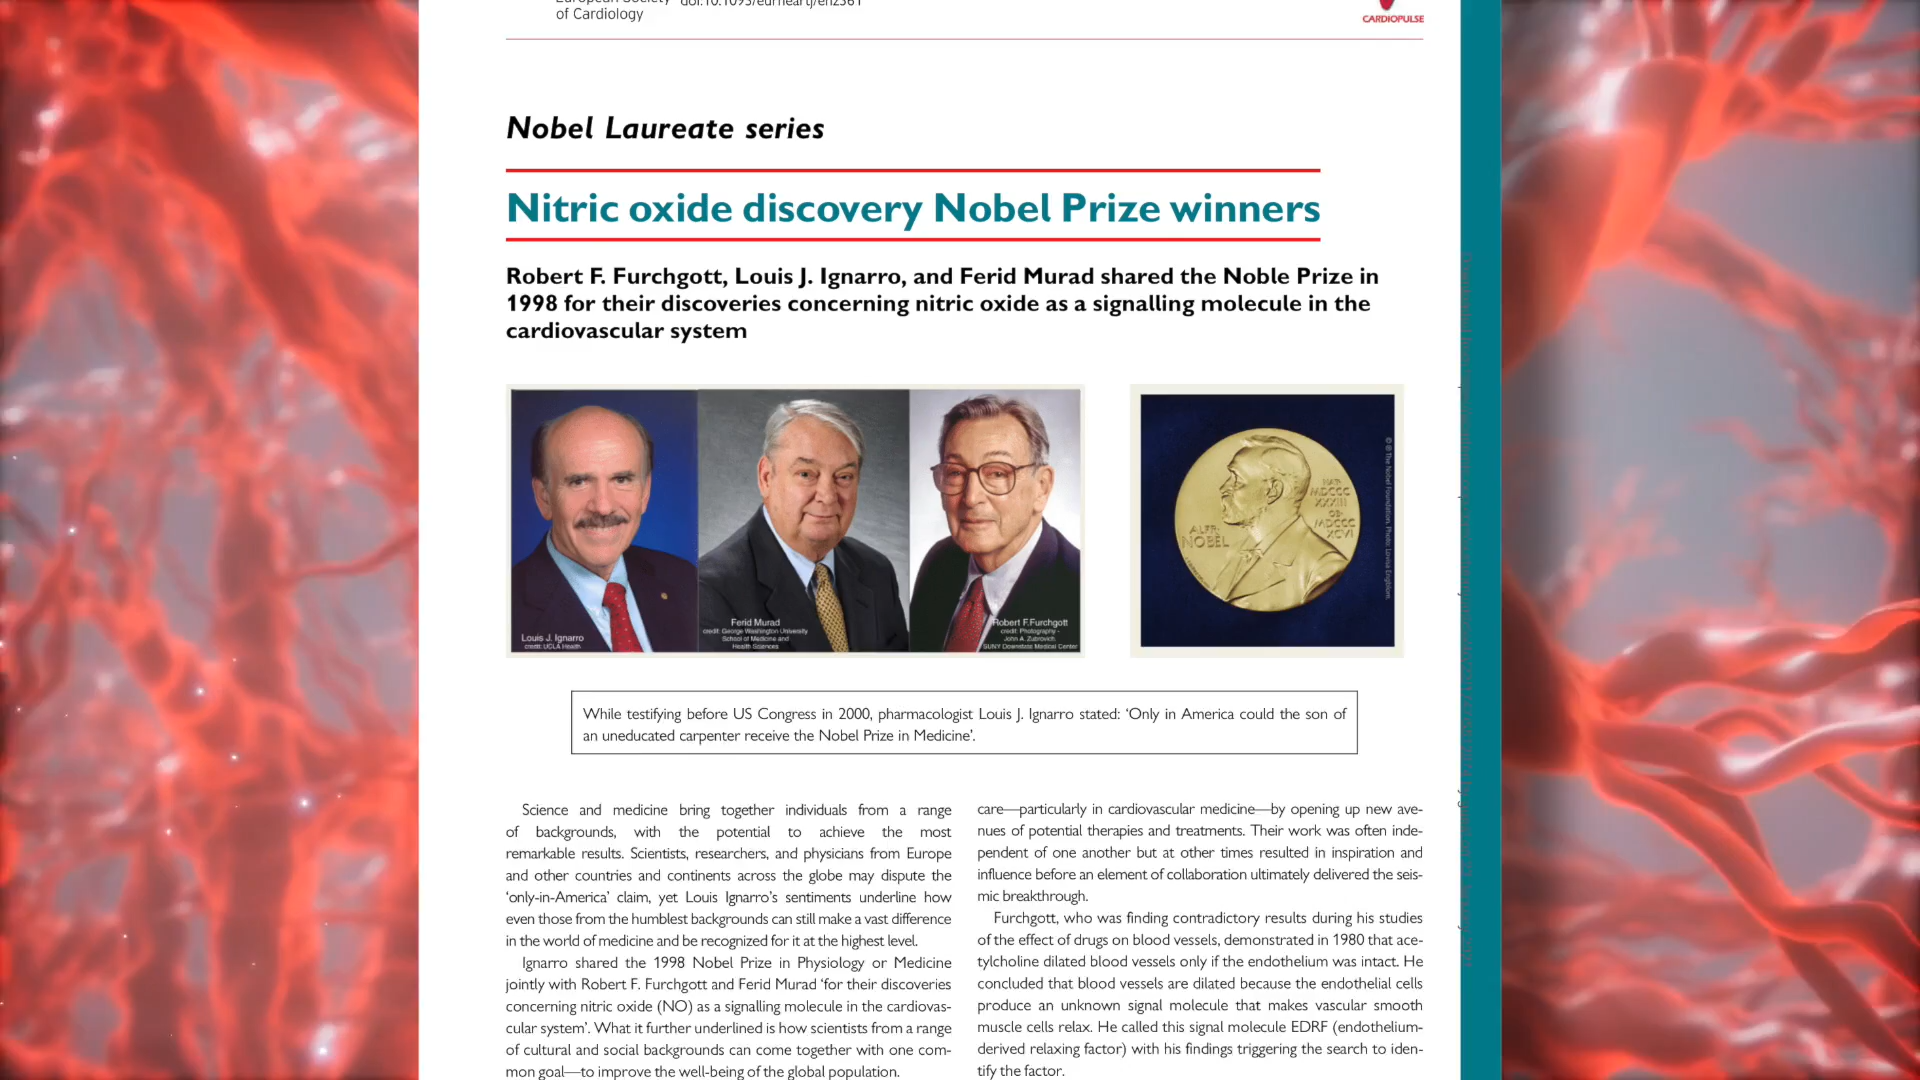 of Cardiology
CARDIOPULSE
Nobel Laureate series
Nitric oxide discovery Nobel Prize winners
Robert F. Furchgott, Louis J. Ignarro, and Ferid Murad shared the Noble Prize in
1998 for their discoveries concerning nitric oxide as a signalling molecule in the
cardiovascular system
Louis J. Ignarro
credit: UCLA Health
Ferid Murad
credit: George Washington University
School of Medicine and
Health Sciences
Robert F.Furchgott
credit: Photography -
John A. Zubrovich
SUNY Downstate Medical Center
ALFR.
NOBEL
NAT.
MDCCC
XXXIII
OB.
MDCCC
XCVI
© ® The Nobel Foundation. Photo: Lovisa Engblom.
While testifying before US Congress in 2000, pharmacologist Louis J. Ignarro stated: ‘Only in America could the son of
an uneducated carpenter receive the Nobel Prize in Medicine’.
Science and medicine bring together individuals from a range
of backgrounds, with the potential to achieve the most
remarkable results. Scientists, researchers, and physicians from Europe
and other countries and continents across the globe may dispute the
‘only-in-America’ claim, yet Louis Ignarro’s sentiments underline how
even those from the humblest backgrounds can still make a vast difference
in the world of medicine and be recognized for it at the highest level.
Ignarro shared the 1998 Nobel Prize in Physiology or Medicine
jointly with Robert F. Furchgott and Ferid Murad ‘for their discoveries
concerning nitric oxide (NO) as a signalling molecule in the cardiovas-
cular system’. What it further underlined is how scientists from a range
of cultural and social backgrounds can come together with one com-
mon goal—to improve the well-being of the global population.
care—particularly in cardiovascular medicine—by opening up new ave-
nues of potential therapies and treatments. Their work was often inde-
pendent of one another but at other times resulted in inspiration and
influence before an element of collaboration ultimately delivered the seis-
mic breakthrough.
Furchgott, who was finding contradictory results during his studies
of the effect of drugs on blood vessels, demonstrated in 1980 that ace-
tylcholine dilated blood vessels only if the endothelium was intact. He
concluded that blood vessels are dilated because the endothelial cells
produce an unknown signal molecule that makes vascular smooth
muscle cells relax. He called this signal molecule EDRF (endothelium-
derived relaxing factor) with his findings triggering the search to iden-
tify the factor.